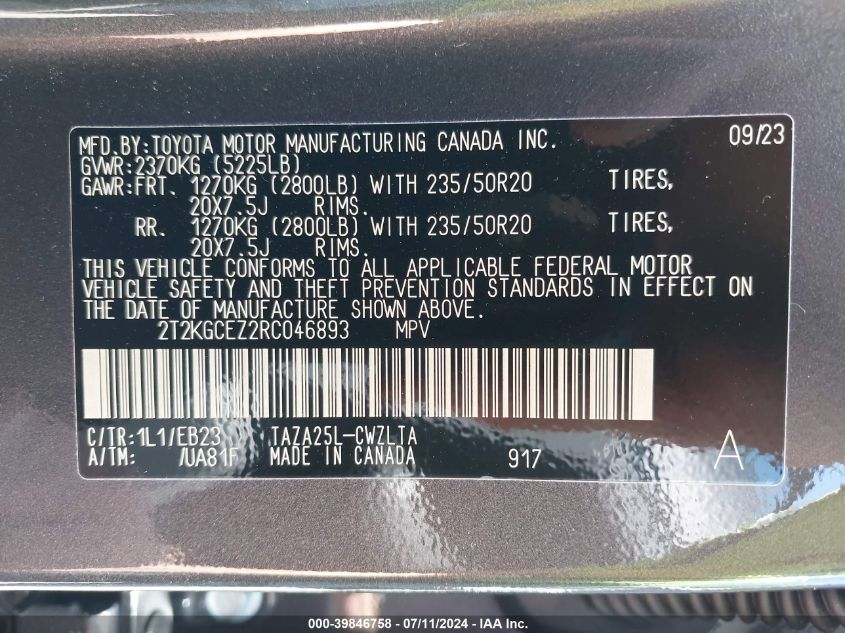 MFD.BY:TOYOTA MOTOR MANUFACTURING CANADA INC. 09/23
GVWR:2370KG (5225LB)
GAWR:FRT. 1270KG (2800LB) WITH 235/50R20 TIRES,
20X7.5J RIMS.
RR. 1270KG (2800LB) WITH 235/50R20 TIRES,
20X7.5J RIMS.
THIS VEHICLE CONFORMS TO ALL APPLICABLE FEDERAL MOTOR
VEHICLE SAFETY AND THEFT PREVENTION STANDARDS IN EFFECT ON
THE DATE OF MANUFACTURE SHOWN ABOVE.
2T2KGCEZ2RC046893 MPV
C/TR:1L1/EB23 TAZA25L-CWZLTA
A/TM: /UA81F MADE IN CANADA 917 A
000-39846758 - 07/11/2024 - IAA Inc.